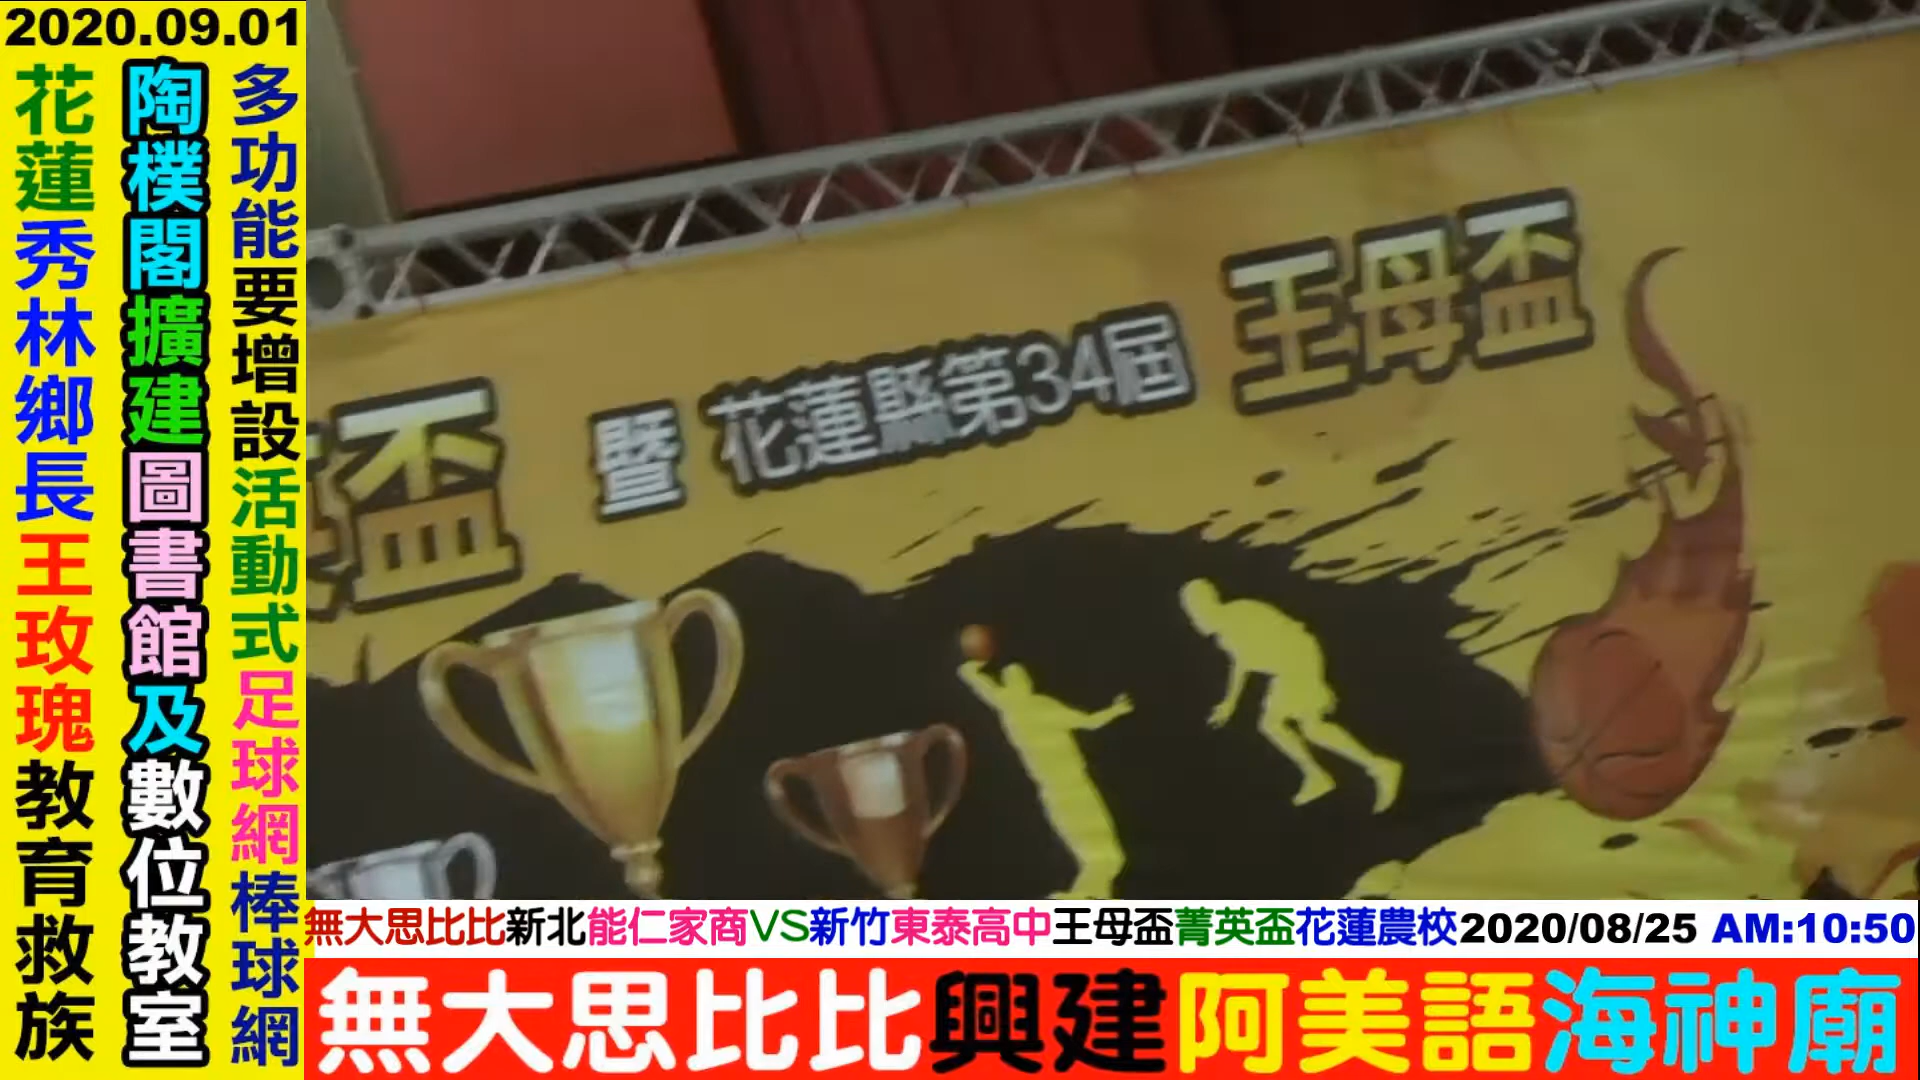 2020.09.01
花蓮秀林鄉長王玫瑰教育救族
陶樸閣擴建圖書館及數位教室
多功能要增設活動式足球網棒球網
盃 暨 花蓮縣第34屆 王母盃
無大思比比新北能仁家商VS新竹東泰高中王母盃菁英盃花蓮農校2020/08/25 AM:10:50
無大思比比興建阿美語海神廟